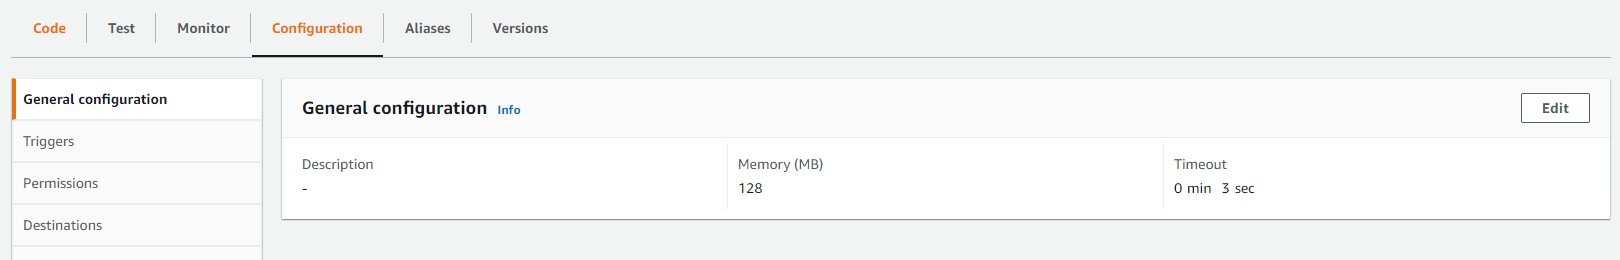 Code Test Monitor Configuration Aliases Versions
General configuration
Triggers
Permissions
Destinations
General configuration Info Edit
Description Memory (MB) Timeout
- 128 0 min 3 sec